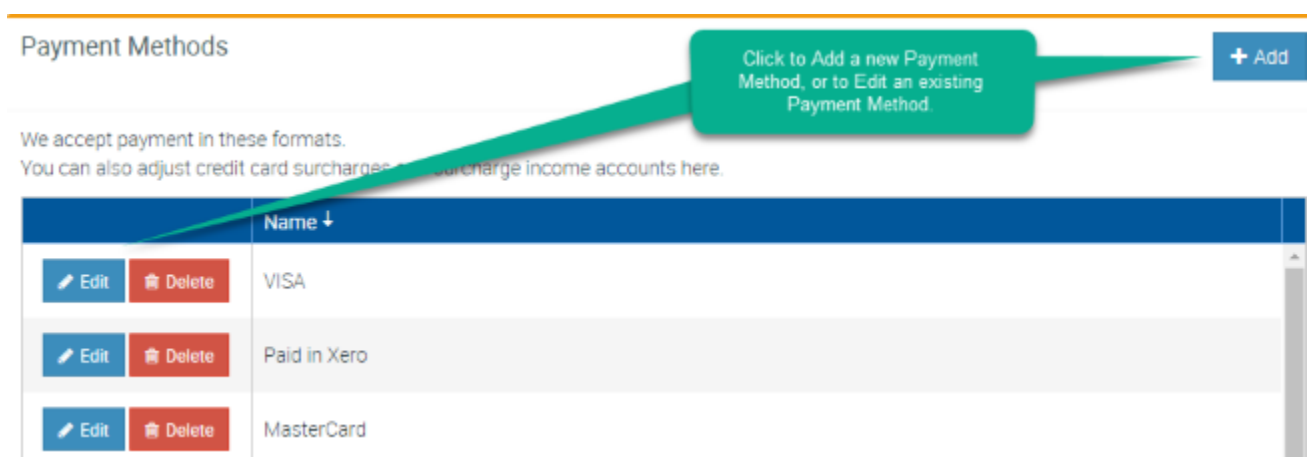 Payment Methods
Click to Add a new Payment
Method, or to Edit an existing
Payment Method.
+ Add
We accept payment in these formats.
You can also adjust credit card surcharges surcharge income accounts here.
Name ↓
Edit Delete VISA
Edit Delete Paid in Xero
Edit Delete MasterCard